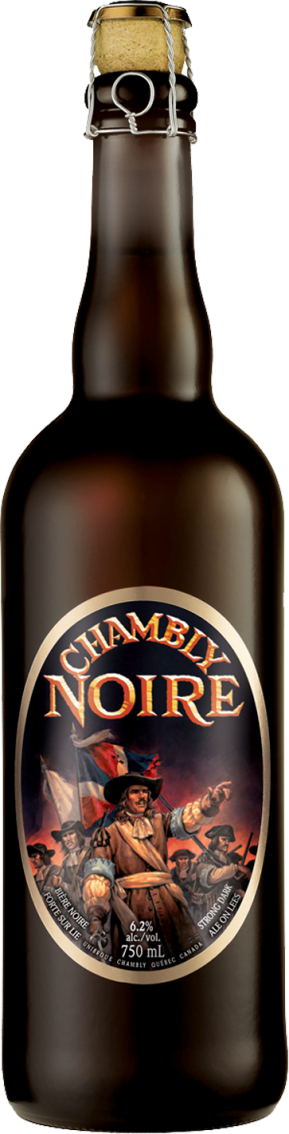 CHAMBLY
NOIRE
BIÈRE NOIRE
FORTE SUR LIE
6.2%
alc./vol.
750 mL
STRONG DARK
ALE ON LEES
UNIBROUE CHAMBLY QUÉBEC CANADA